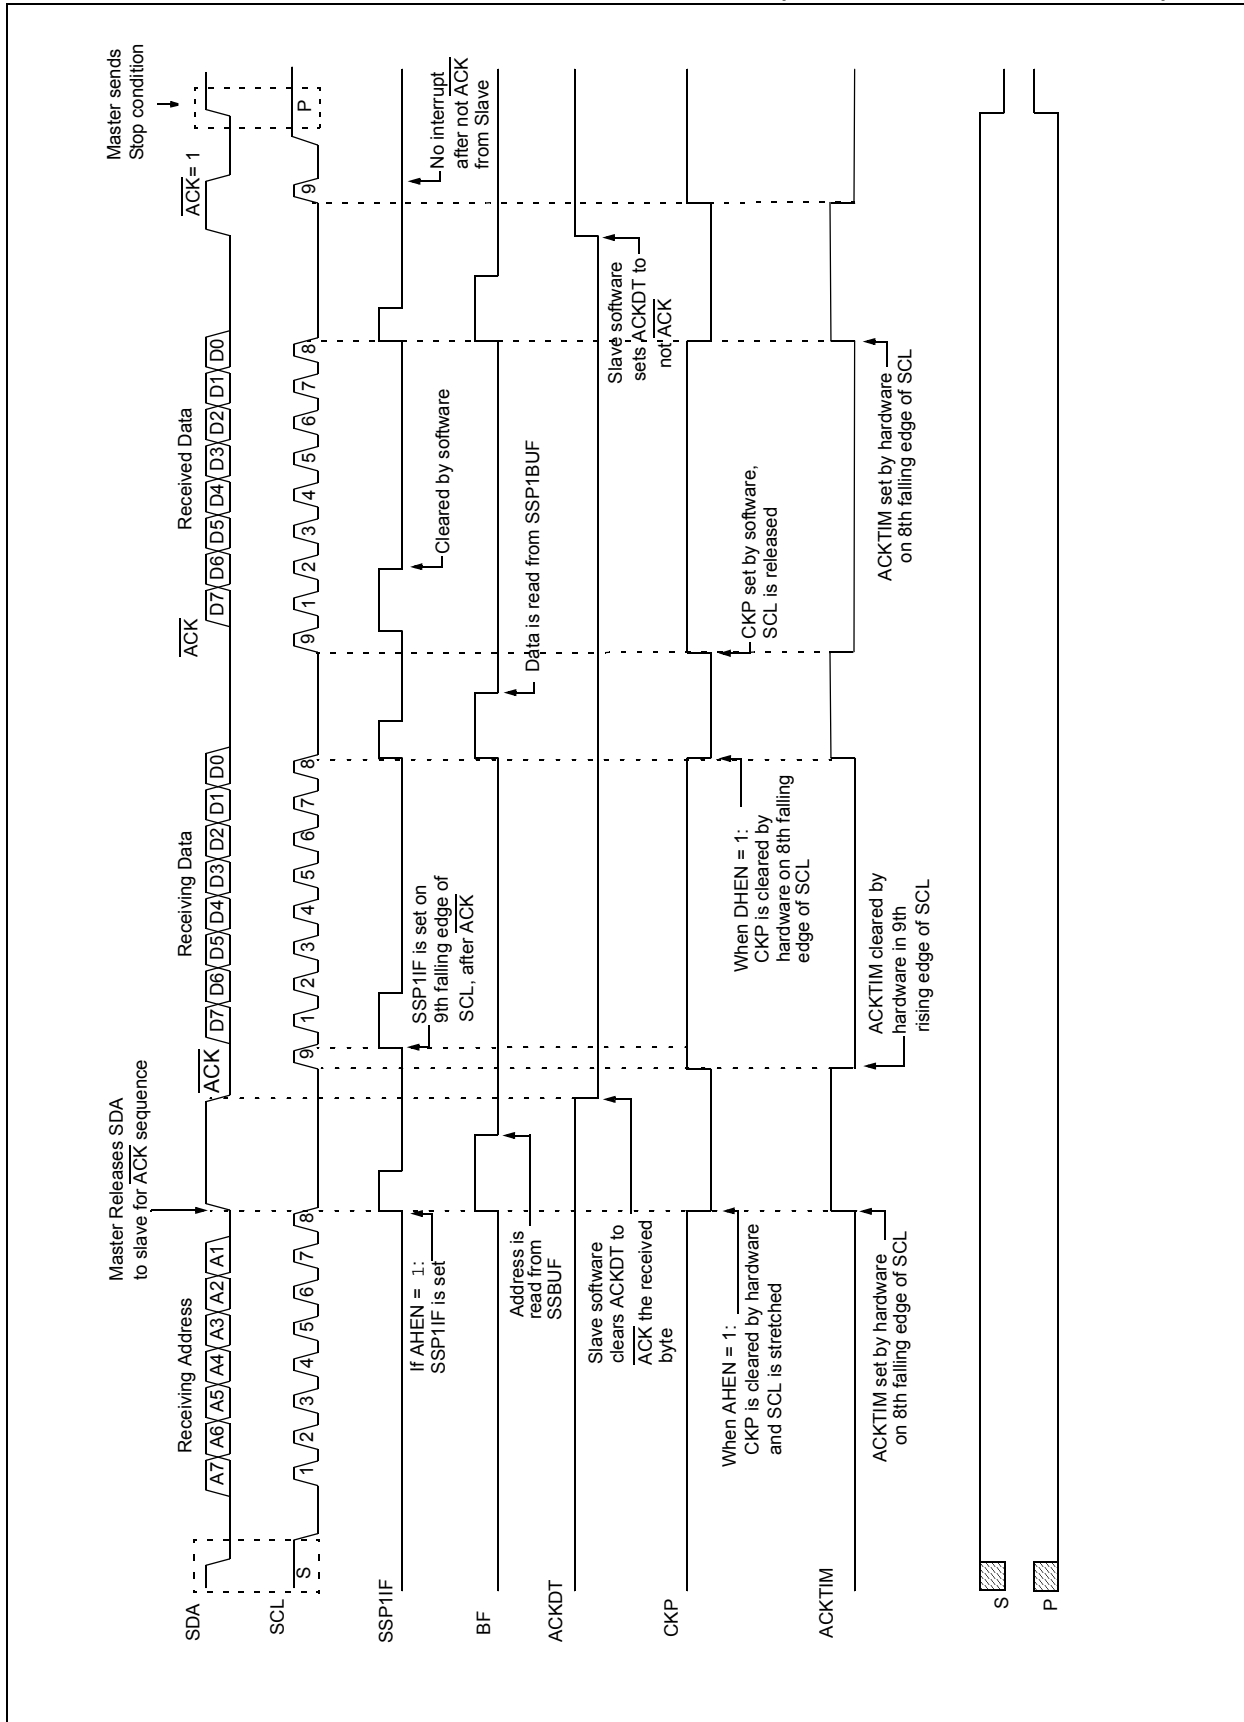 Master Releases SDA
to slave for ACK sequence
Master sends
Stop condition
Receiving Address
Receiving Data
Received Data
ACK
ACK
ACK= 1
SDA
A7 A6 A5 A4 A3 A2 A1
D7 D6 D5 D4 D3 D2 D1 D0
D7 D6 D5 D4 D3 D2 D1 D0
SCL
S
1 2 3 4 5 6 7 8 9
1 2 3 4 5 6 7 8 9
1 2 3 4 5 6 7 8 9
P
SSP1IF
If AHEN = 1:
SSP1IF is set
SSP1IF is set on
9th falling edge of
SCL, after ACK
Cleared by software
No interrupt
after not ACK
from Slave
BF
Address is
read from
SSBUF
Data is read from SSP1BUF
ACKDT
Slave software
clears ACKDT to
ACK the received
byte
Slave software
sets ACKDT to
not ACK
CKP
When AHEN = 1:
CKP is cleared by hardware
and SCL is stretched
When DHEN = 1:
CKP is cleared by
hardware on 8th falling
edge of SCL
CKP set by software,
SCL is released
ACKTIM
ACKTIM set by hardware
on 8th falling edge of SCL
ACKTIM cleared by
hardware in 9th
rising edge of SCL
ACKTIM set by hardware
on 8th falling edge of SCL
S
P